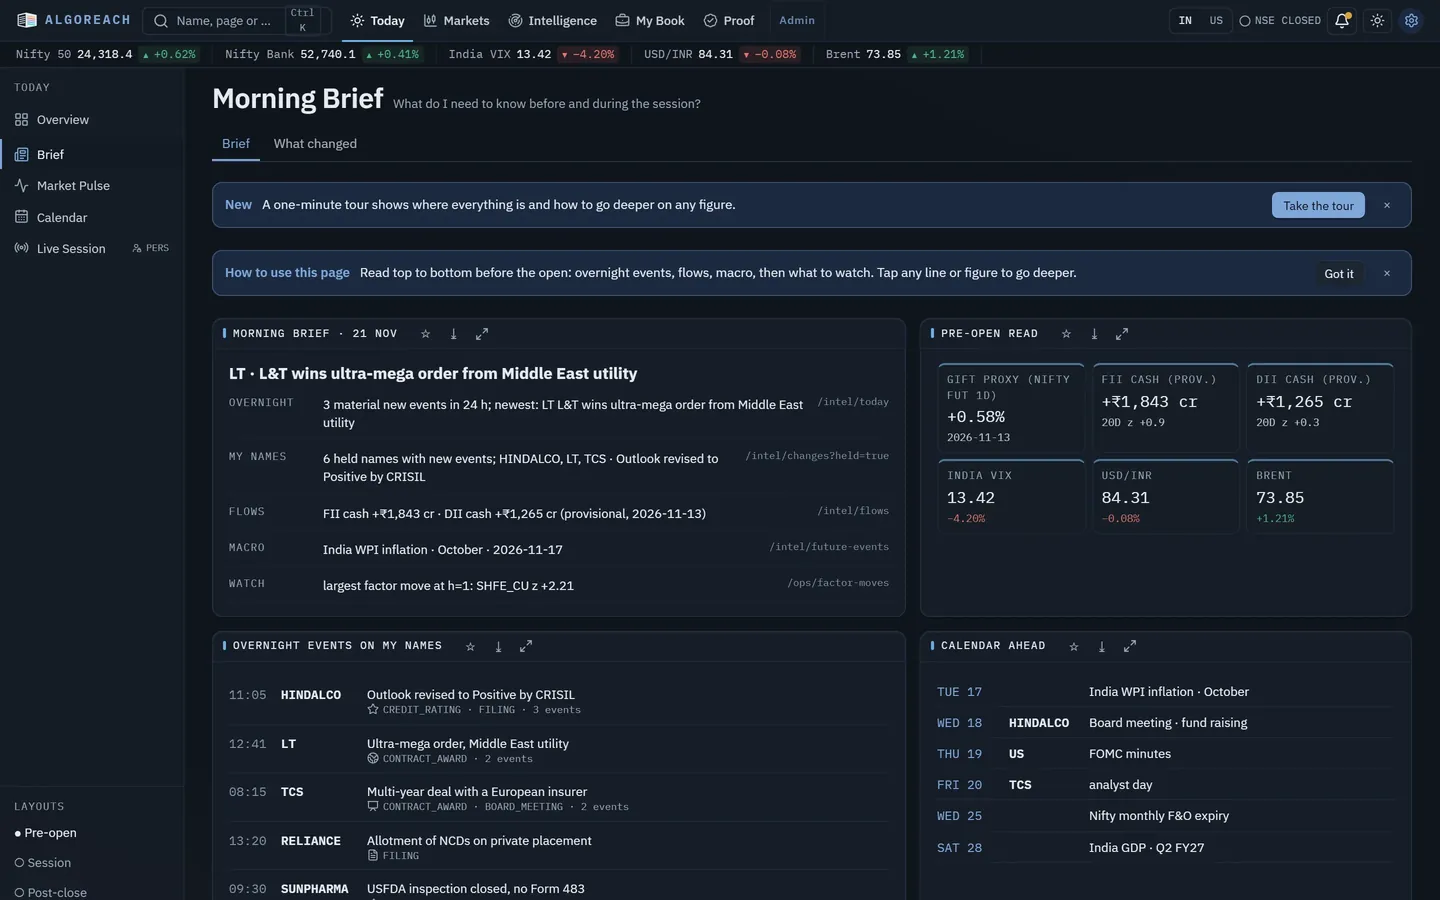 ALGOREACH
Name, page or ...
Ctrl K
Today
Markets
Intelligence
My Book
Proof
Admin
IN
US
NSE CLOSED
Nifty 50 24,318.4 ▲ +0.62%
Nifty Bank 52,740.1 ▲ +0.41%
India VIX 13.42 ▼ −4.20%
USD/INR 84.31 ▼ −0.08%
Brent 73.85 ▲ +1.21%
TODAY
Overview
Brief
Market Pulse
Calendar
Live Session PERS
LAYOUTS
Pre-open
Session
Post-close
Morning Brief What do I need to know before and during the session?
Brief
What changed
New A one-minute tour shows where everything is and how to go deeper on any figure.
Take the tour ×
How to use this page Read top to bottom before the open: overnight events, flows, macro, then what to watch. Tap any line or figure to go deeper.
Got it ×
MORNING BRIEF · 21 NOV
LT · L&T wins ultra-mega order from Middle East utility
OVERNIGHT
3 material new events in 24 h; newest: LT L&T wins ultra-mega order from Middle East
utility
/intel/today
MY NAMES
6 held names with new events; HINDALCO, LT, TCS · Outlook revised to
Positive by CRISIL
/intel/changes?held=true
FLOWS
FII cash +₹1,843 cr · DII cash +₹1,265 cr (provisional, 2026-11-13)
/intel/flows
MACRO
India WPI inflation · October · 2026-11-17
/intel/future-events
WATCH
largest factor move at h=1: SHFE_CU z +2.21
/ops/factor-moves
PRE-OPEN READ
GIFT PROXY (NIFTY
FUT 1D)
+0.58%
2026-11-13
FII CASH (PROV.)
+₹1,843 cr
20D z +0.9
DII CASH (PROV.)
+₹1,265 cr
20D z +0.3
INDIA VIX
13.42
−4.20%
USD/INR
84.31
−0.08%
BRENT
73.85
+1.21%
OVERNIGHT EVENTS ON MY NAMES
11:05 HINDALCO Outlook revised to Positive by CRISIL
CREDIT_RATING · FILING · 3 events
12:41 LT Ultra-mega order, Middle East utility
CONTRACT_AWARD · 2 events
08:15 TCS Multi-year deal with a European insurer
CONTRACT_AWARD · BOARD_MEETING · 2 events
13:20 RELIANCE Allotment of NCDs on private placement
FILING
09:30 SUNPHARMA USFDA inspection closed, no Form 483
CALENDAR AHEAD
TUE 17 India WPI inflation · October
WED 18 HINDALCO Board meeting · fund raising
THU 19 US FOMC minutes
FRI 20 TCS analyst day
WED 25 Nifty monthly F&O expiry
SAT 28 India GDP · Q2 FY27